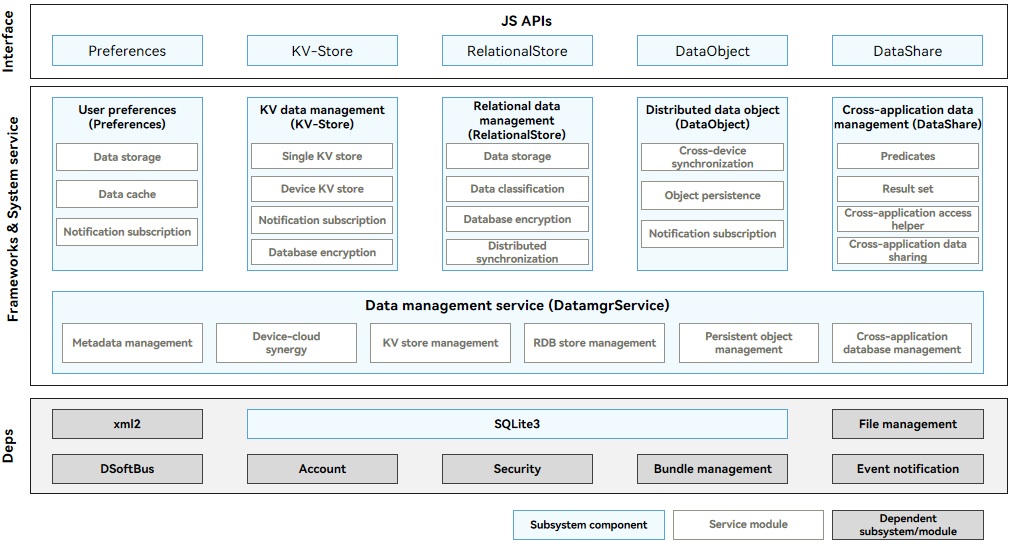 Interface
JS APIs
Preferences
KV-Store
RelationalStore
DataObject
DataShare
Frameworks & System service
User preferences
(Preferences)
Data storage
Data cache
Notification subscription
KV data management
(KV-Store)
Single KV store
Device KV store
Notification subscription
Database encryption
Relational data
management
(RelationalStore)
Data storage
Data classification
Database encryption
Distributed
synchronization
Distributed data object
(DataObject)
Cross-device
synchronization
Object persistence
Notification subscription
Cross-application data
management (DataShare)
Predicates
Result set
Cross-application access
helper
Cross-application data
sharing
Data management service (DatamgrService)
Metadata management
Device-cloud
synergy
KV store management
RDB store management
Persistent object
management
Cross-application
database management
Deps
xml2
SQLite3
File management
DSoftBus
Account
Security
Bundle management
Event notification
Subsystem component
Service module
Dependent
subsystem/module